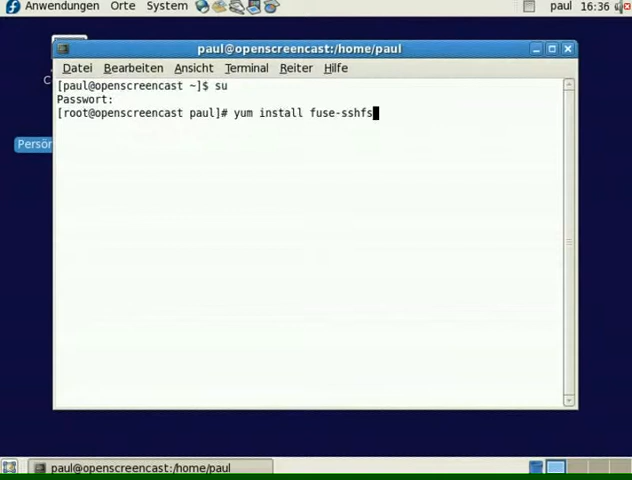 Anwendungen Orte System paul 16:36
paul@openscreencast:/home/paul
Datei Bearbeiten Ansicht Terminal Reiter Hilfe
[paul@openscreencast ~]$ su
Passwort:
[root@openscreencast paul]# yum install fuse-sshfs
Persön
paul@openscreencast:/home/paul